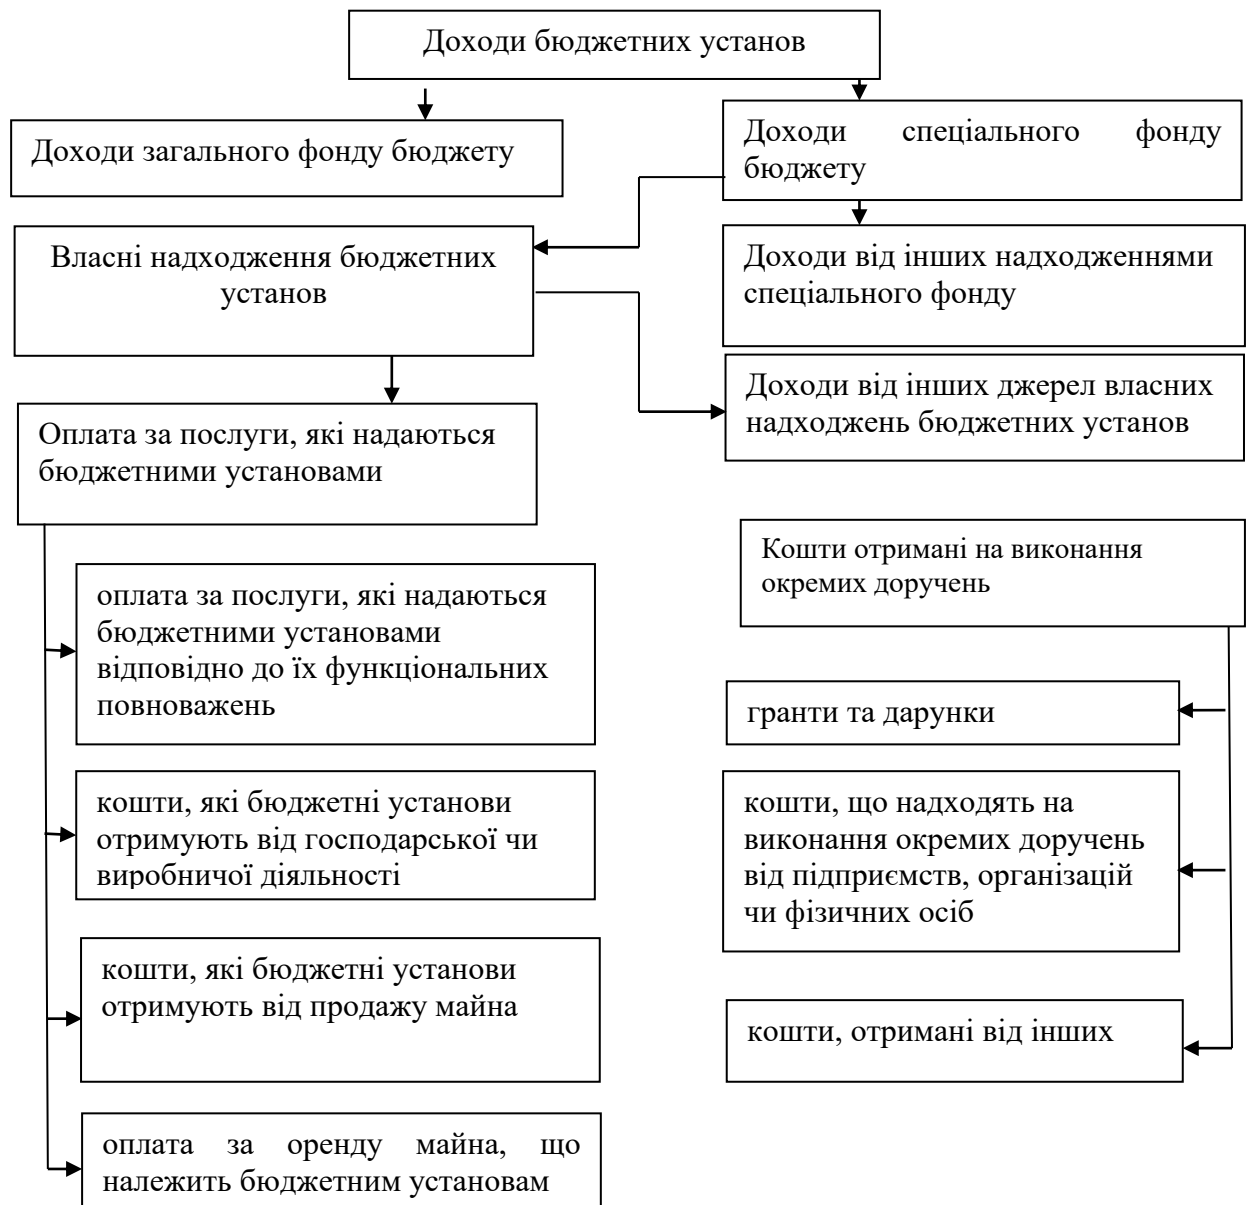 Доходи бюджетних установ
Доходи загального фонду бюджету
Доходи спеціального фонду
бюджету
Власні надходження бюджетних
установ
Доходи від інших надходженнями
спеціального фонду
Доходи від інших джерел власних
надходжень бюджетних установ
Оплата за послуги, які надаються
бюджетними установами
Кошти отримані на виконання
окремих доручень
оплата за послуги, які надаються
бюджетними установами
відповідно до їх функціональних
повноважень
гранти та дарунки
кошти, які бюджетні установи
отримують від господарської чи
виробничої діяльності
кошти, що надходять на
виконання окремих доручень
від підприємств, організацій
чи фізичних осіб
кошти, які бюджетні установи
отримують від продажу майна
кошти, отримані від інших
оплата за оренду майна, що
належить бюджетним установам